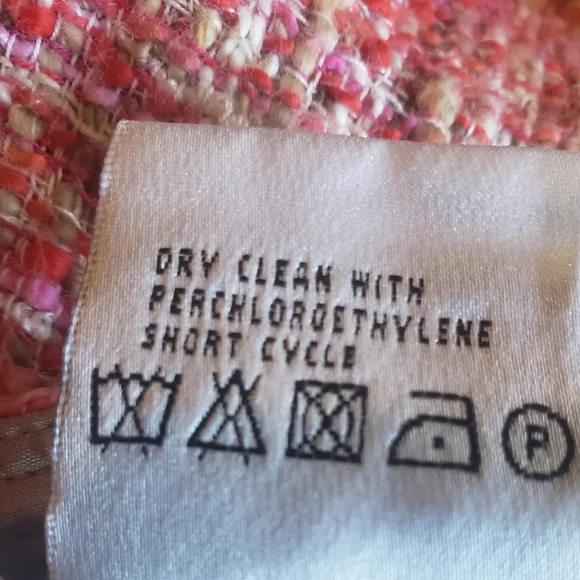 DRY CLEAN WITH
PERCHLOROETHYLENE
SHORT CYCLE
P